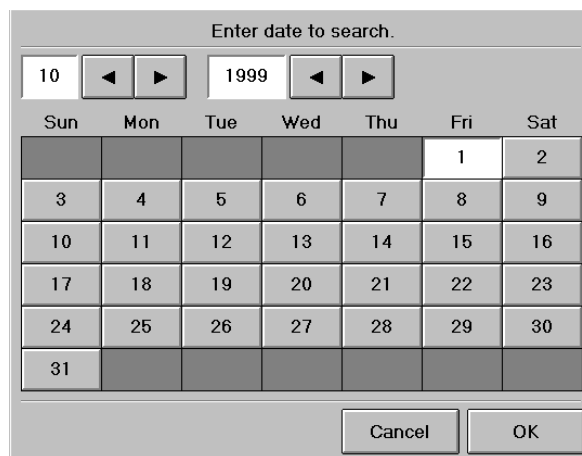 Enter date to search.
10 ◄ ► 1999 ◄ ►
Sun Mon Tue Wed Thu Fri Sat
1 2
3 4 5 6 7 8 9
10 11 12 13 14 15 16
17 18 19 20 21 22 23
24 25 26 27 28 29 30
31
Cancel OK